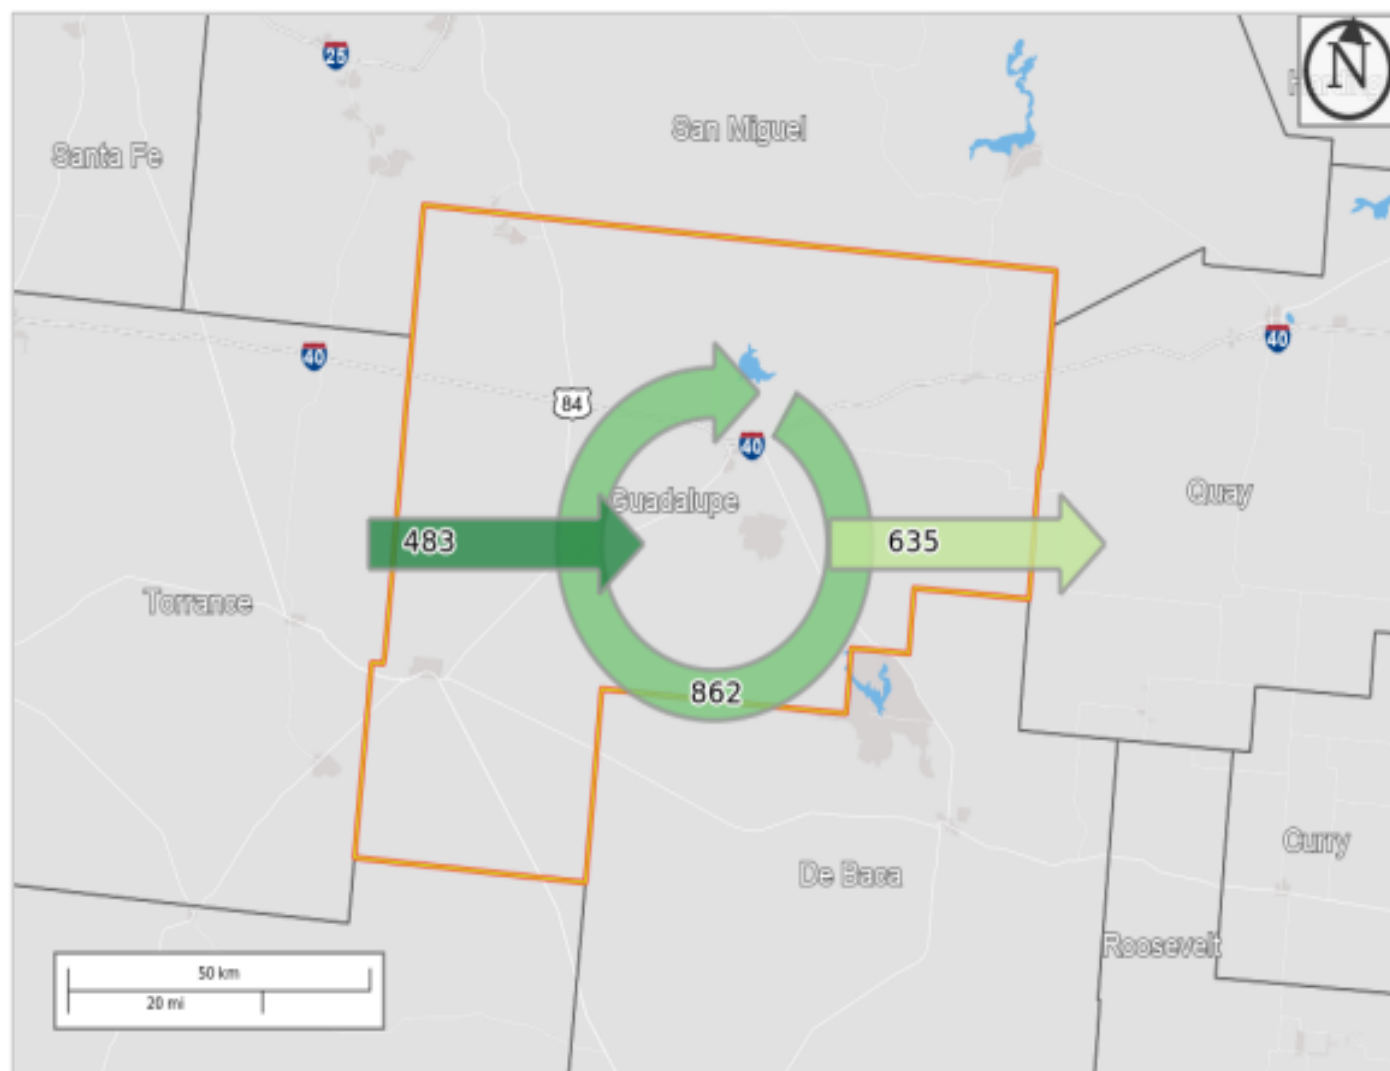 N
25
San Miguel
Santa Fe
40
40
84
40
Guadalupe
Quay
483
635
Torrance
862
Curry
De Baca
Roosevelt
50 km
20 mi